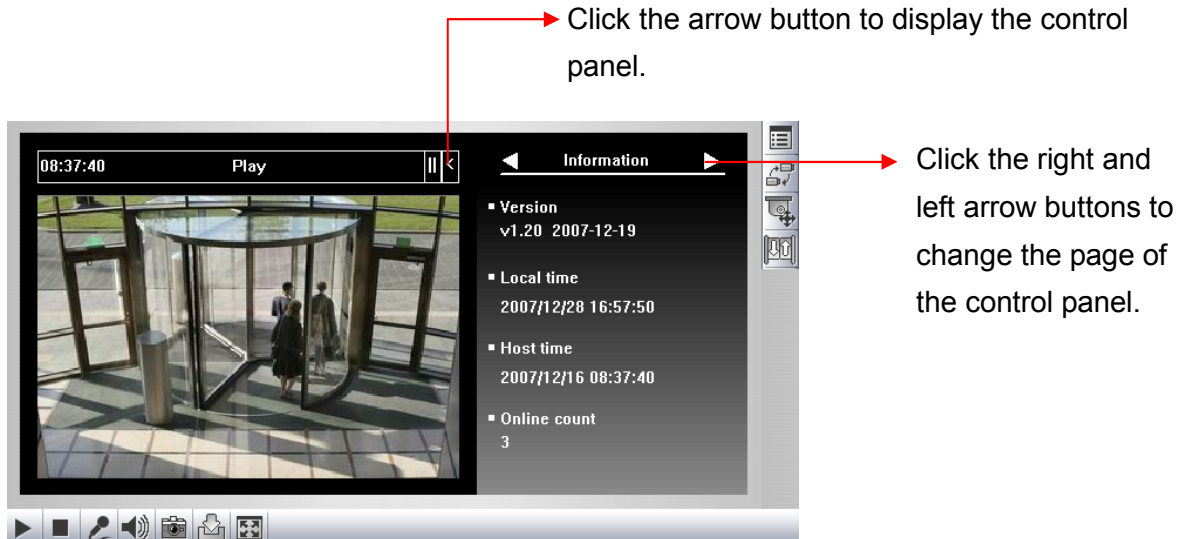 Click the arrow button to display the control
panel.
08:37:40 Play
Information
Version
v1.20 2007-12-19
Local time
2007/12/28 16:57:50
Host time
2007/12/16 08:37:40
Online count
3
Click the right and
left arrow buttons to
change the page of
the control panel.